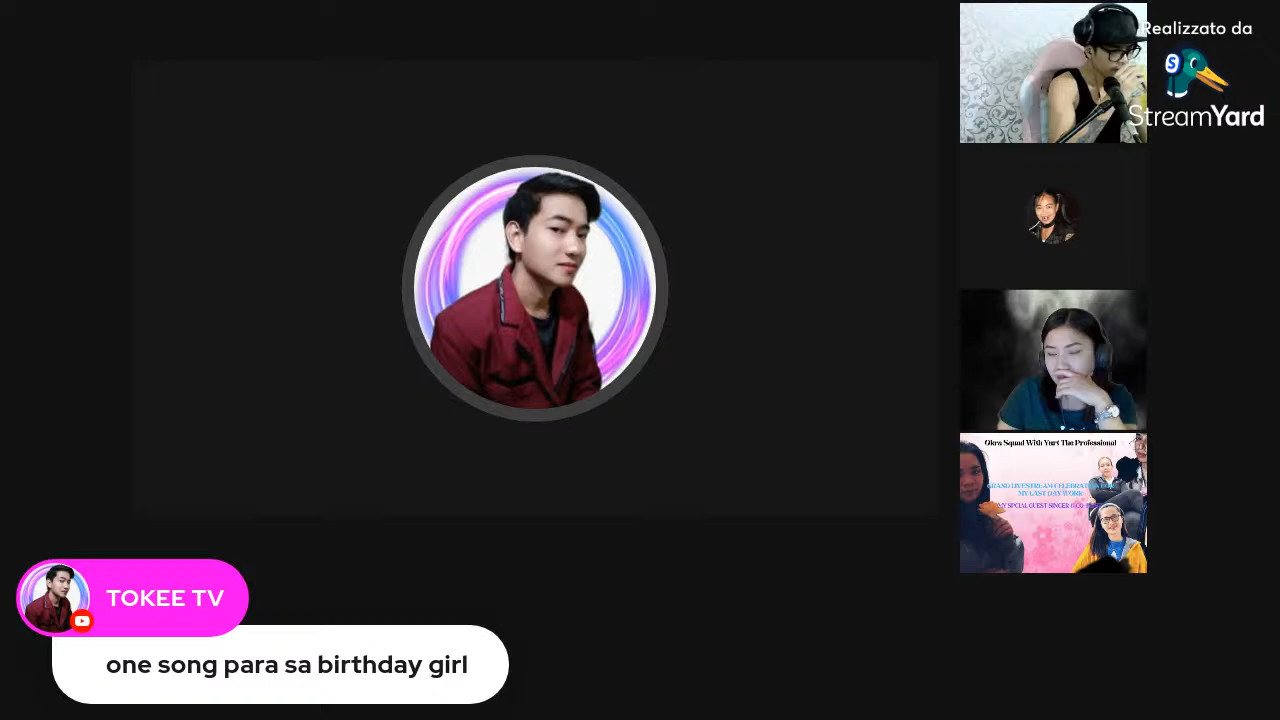 Realizzato da
StreamYard
Okra Squad With Yart The Professional
MY LAST DAY WORK
TOKEE TV
one song para sa birthday girl